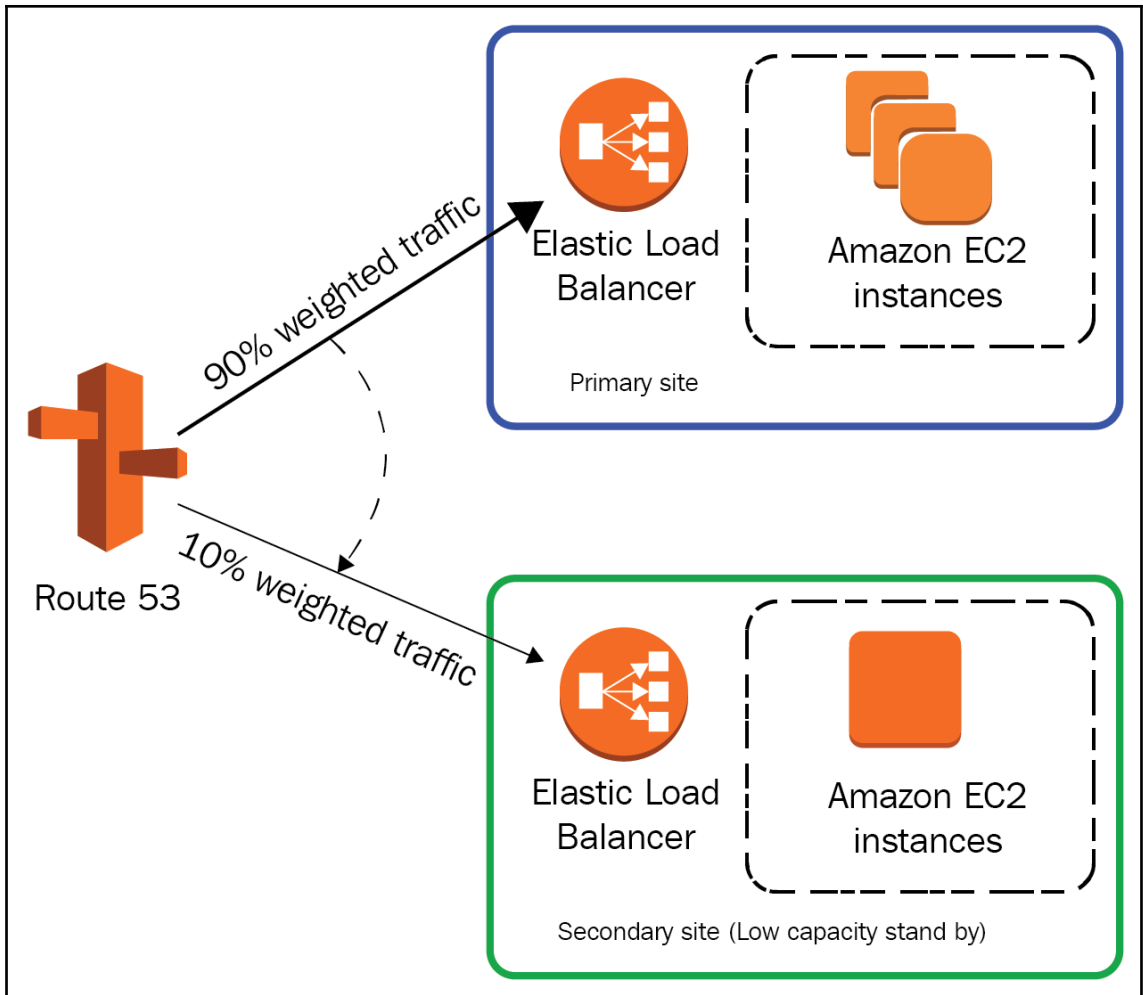 90% weighted traffic
Elastic Load
Balancer
Amazon EC2
instances
Primary site
Route 53
10% weighted traffic
Elastic Load
Balancer
Amazon EC2
instances
Secondary site (Low capacity stand by)